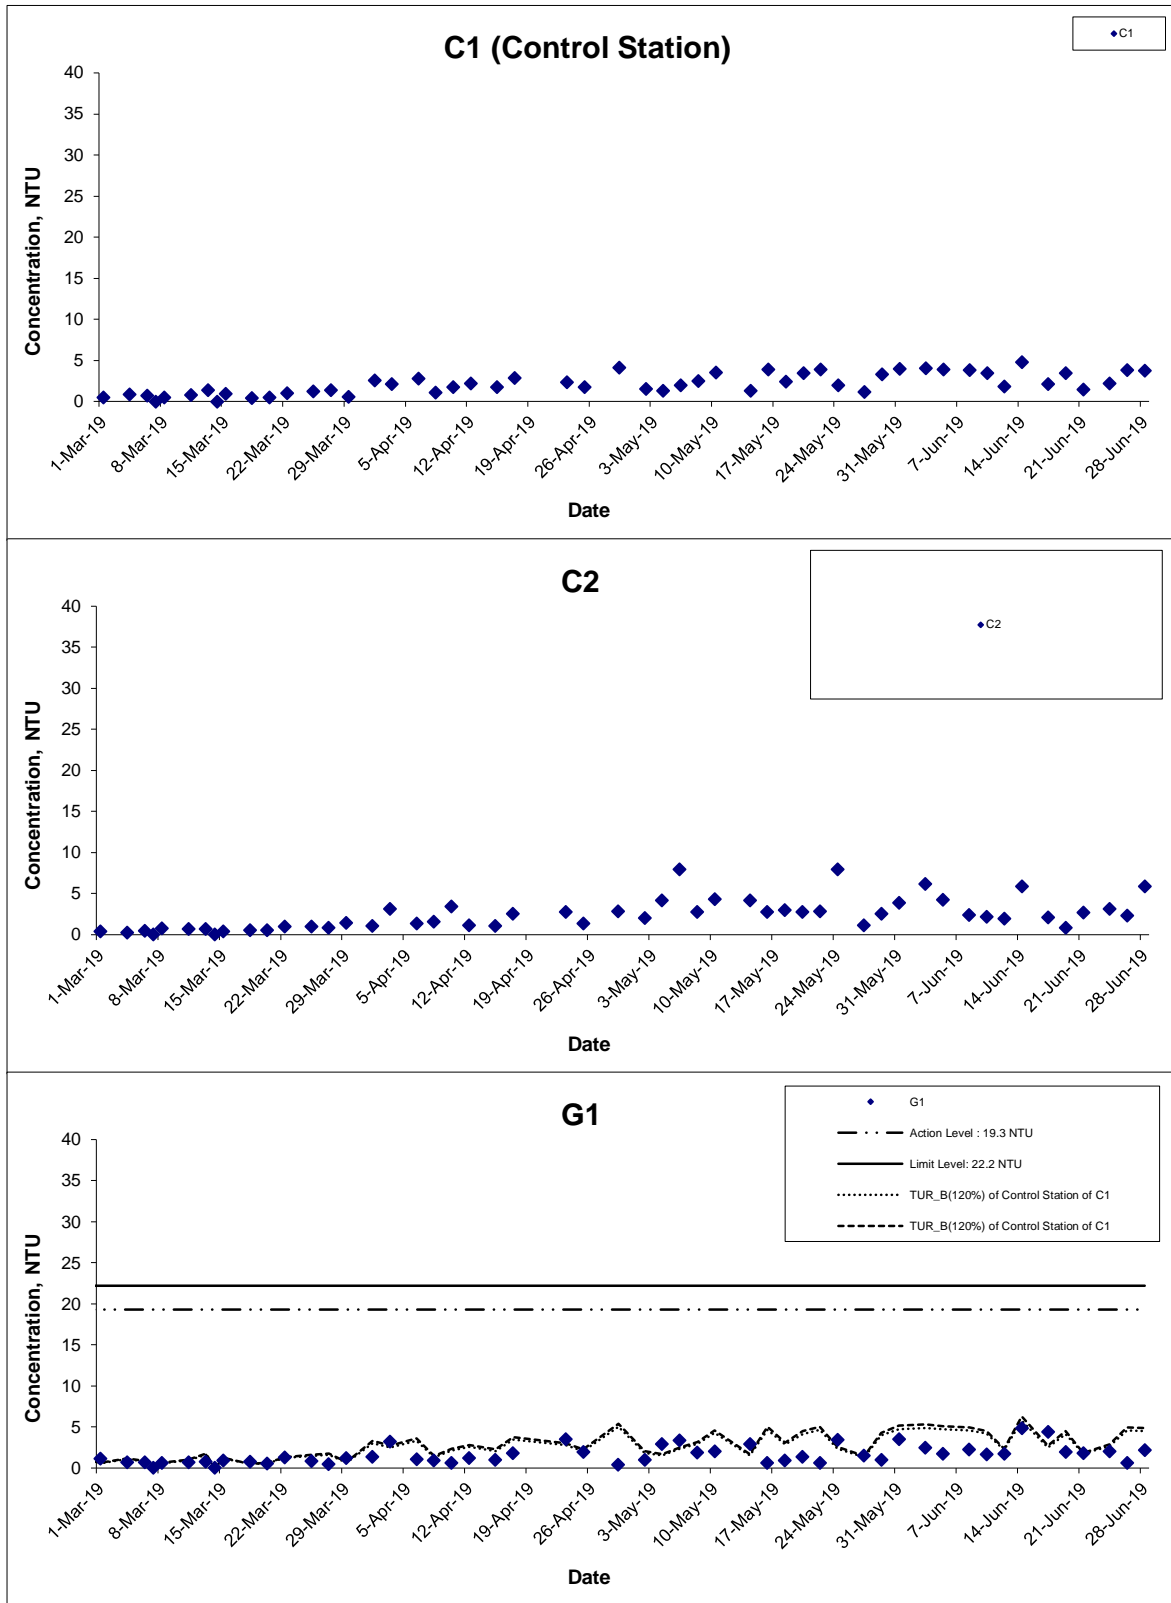 C1 (Control Station)
C1
40
35
30
25
20
15
10
5
0
Concentration, NTU
1-Mar-19
8-Mar-19
15-Mar-19
22-Mar-19
29-Mar-19
5-Apr-19
12-Apr-19
19-Apr-19
26-Apr-19
3-May-19
10-May-19
17-May-19
24-May-19
31-May-19
7-Jun-19
14-Jun-19
21-Jun-19
28-Jun-19
Date
C2
C2
40
35
30
25
20
15
10
5
0
Concentration, NTU
1-Mar-19
8-Mar-19
15-Mar-19
22-Mar-19
29-Mar-19
5-Apr-19
12-Apr-19
19-Apr-19
26-Apr-19
3-May-19
10-May-19
17-May-19
24-May-19
31-May-19
7-Jun-19
14-Jun-19
21-Jun-19
28-Jun-19
Date
G1
G1
Action Level : 19.3 NTU
Limit Level: 22.2 NTU
TUR_B(120%) of Control Station of C1
TUR_B(120%) of Control Station of C1
40
35
30
25
20
15
10
5
0
Concentration, NTU
1-Mar-19
8-Mar-19
15-Mar-19
22-Mar-19
29-Mar-19
5-Apr-19
12-Apr-19
19-Apr-19
26-Apr-19
3-May-19
10-May-19
17-May-19
24-May-19
31-May-19
7-Jun-19
14-Jun-19
21-Jun-19
28-Jun-19
Date